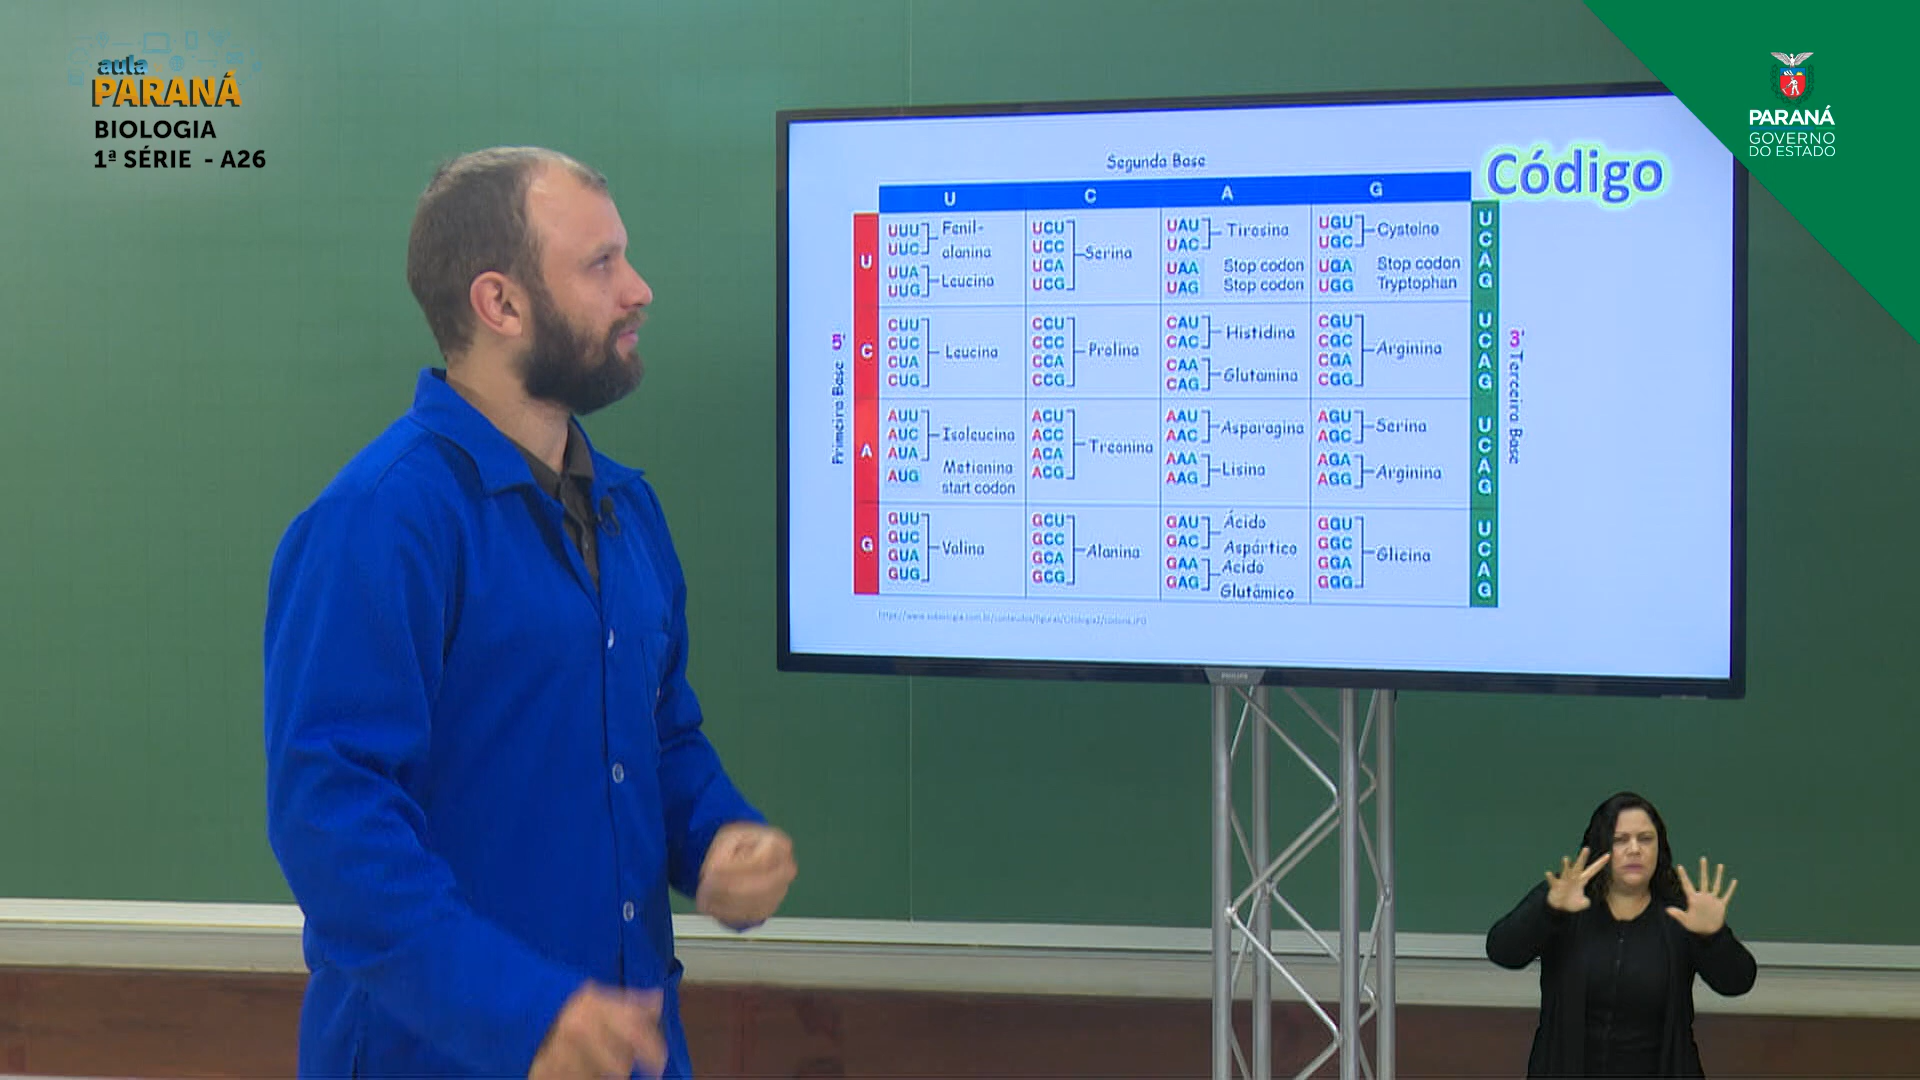 aula
PARANÁ
BIOLOGIA
1ª SÉRIE - A26
PARANÁ
GOVERNO
DO ESTADO
Código
Segunda Base
U C A G
Primeira Base 5'
3' Terceira Base
U
UUU
UUC
Fenil-
alanina
UUA
UUG
Leucina
UCU
UCC
UCA
UCG
Serina
UAU
UAC
Tirosina
UAA Stop codon
UAG Stop codon
UGU
UGC
Cysteine
UGA Stop codon
UGG Tryptophan
U
C
A
G
C
CUU
CUC
CUA
CUG
Leucina
CCU
CCC
CCA
CCG
Prolina
CAU
CAC
Histidina
CAA
CAG
Glutamina
CGU
CGC
CGA
CGG
Arginina
U
C
A
G
A
AUU
AUC
AUA
Isoleucina
AUG
Metionina
start codon
ACU
ACC
ACA
ACG
Treonina
AAU
AAC
Asparagina
AAA
AAG
Lisina
AGU
AGC
Serina
AGA
AGG
Arginina
U
C
A
G
G
GUU
GUC
GUA
GUG
Valina
GCU
GCC
GCA
GCG
Alanina
GAU
GAC
Ácido
Aspártico
GAA
GAG
Ácido
Glutâmico
GGU
GGC
GGA
GGG
Glicina
U
C
A
G
PHILIPS